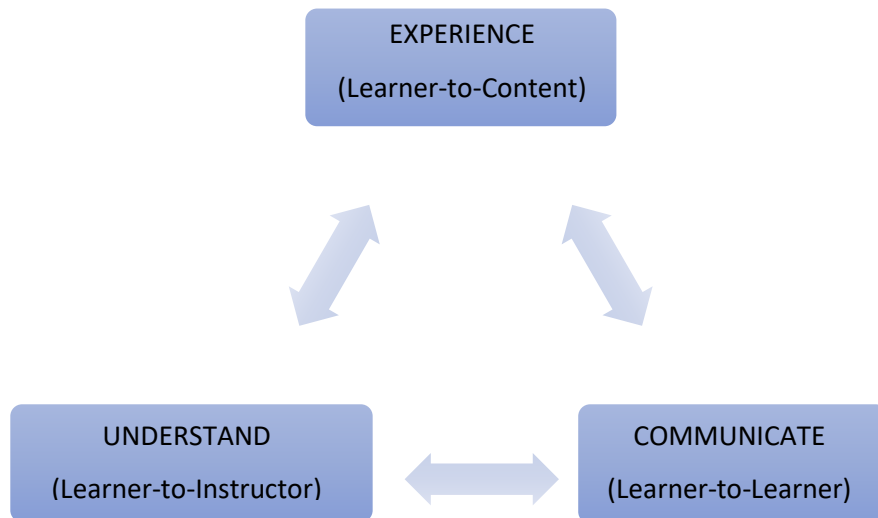 EXPERIENCE
(Learner-to-Content)
UNDERSTAND
(Learner-to-Instructor)
COMMUNICATE
(Learner-to-Learner)